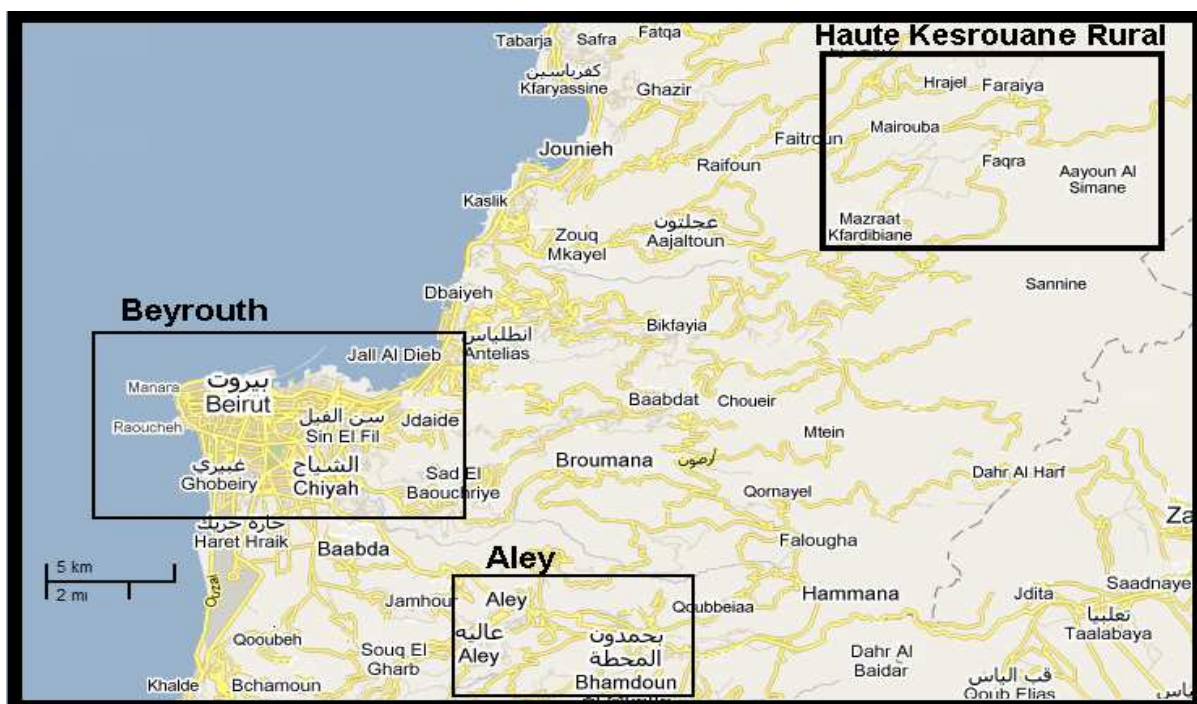 Haute Kesrouane Rural
Tabarja
Safra
Fatqa
كفرياسين
Kfaryassine
Ghazir
Hrajel
Faraiya
Mairouba
Faitroun
Jounieh
Raifoun
Faqra
Aayoun Al
Simane
Kaslik
عجلتون
Aajaltoun
Mazraat
Kfardibiane
Zouq
Mkayel
Sannine
Dbaiyeh
Beyrouth
Bikfayia
انطلياس
Antelias
Jall Al Dieb
Manara
بيروت
Beirut
Baabdat
Choueir
Raoucheh
سن الفيل
Sin El Fil
Jdaide
Mtein
غبيري
Ghobeiry
الشياح
Chiyah
Sad El
Baouchriye
Broumana
ارصون
Dahr Al Harf
Qornayel
Za
حارة حريك
Haret Hraik
Baabda
Falougha
Aley
5 km
2 mi
Ouzai
Jamhour
Aley
Qoubbeiaa
Hammana
Jdita
Saadnaye
تعلبيا
Taalabaya
Qooubeh
Souq El
Gharb
عاليه
Aley
بحمدون
المحطة
Bhamdoun
Dahr Al
Baidar
قب الياس
Qoub Elias
Khalde
Bchamoun